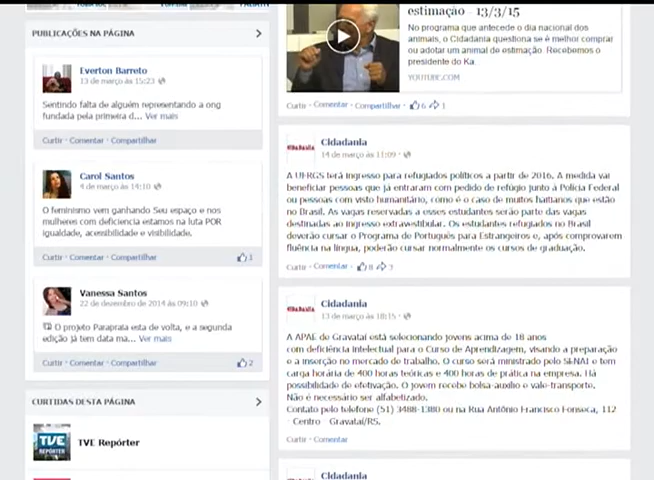 PUBLICAÇÕES NA PÁGINA
Everton Barreto
13 de março às 15:23
Sentindo falta de alguém representando a ong
fundada pela primeira d... Ver mais
Curtir · Comentar · Compartilhar
Carol Santos
4 de março às 14:10
O feminismo vem ganhando Seu espaço e nos
mulheres com deficiencia estamos na luta POR
igualdade, acessibilidade e visibilidade.
Curtir · Comentar · Compartilhar
1
Vanessa Santos
22 de dezembro de 2014 às 09:10
O projeto Paraprata esta de volta, e a segunda
edição já tem data ma... Ver mais
Curtir · Comentar · Compartilhar
2
CURTIDAS DESTA PÁGINA
TVE
REPÓRTER
TVE Repórter
estimação - 13/3/15
No programa que antecede o dia nacional dos
animais, o Cidadania questiona se é melhor comprar
ou adotar um animal de estimação. Recebemos o
presidente do Ka
YOUTUBE.COM
Curtir · Comentar · Compartilhar · 6 1
Cidadania
14 de março às 11:09
A UFRGS terá ingresso para refugiados políticos a partir de 2016. A medida vai
beneficiar pessoas que já entraram com pedido de refúgio junto à Polícia Federal
ou pessoas com visto humanitário, como é o caso de muitos haitianos que estão
no Brasil. As vagas reservadas a esses estudantes serão parte das vagas
destinadas ao ingresso extravestibular. Os estudantes refugiados no Brasil
deverão cursar o Programa de Português para Estrangeiros e, após comprovarem
fluência na língua, poderão cursar normalmente os cursos de graduação.
Curtir · Comentar · 8
Cidadania
13 de março às 18:15
A APAE de Gravataí está selecionando jovens acima de 18 anos
com deficiência intelectual para o Curso de Aprendizagem, visando a preparação
e a inserção no mercado de trabalho. O curso será ministrado pelo SENAI e tem
carga horária de 400 horas teóricas e 400 horas de prática na empresa. Há
possibilidade de efetivação. O jovem recebe bolsa-auxílio e vale-transporte.
Não é necessário ser alfabetizado.
Contato pelo telefone (51) 3488-1380 ou na Rua Antônio Francisco Fonseca, 112
- Centro - Gravataí/RS.
Curtir · Comentar
Cidadania